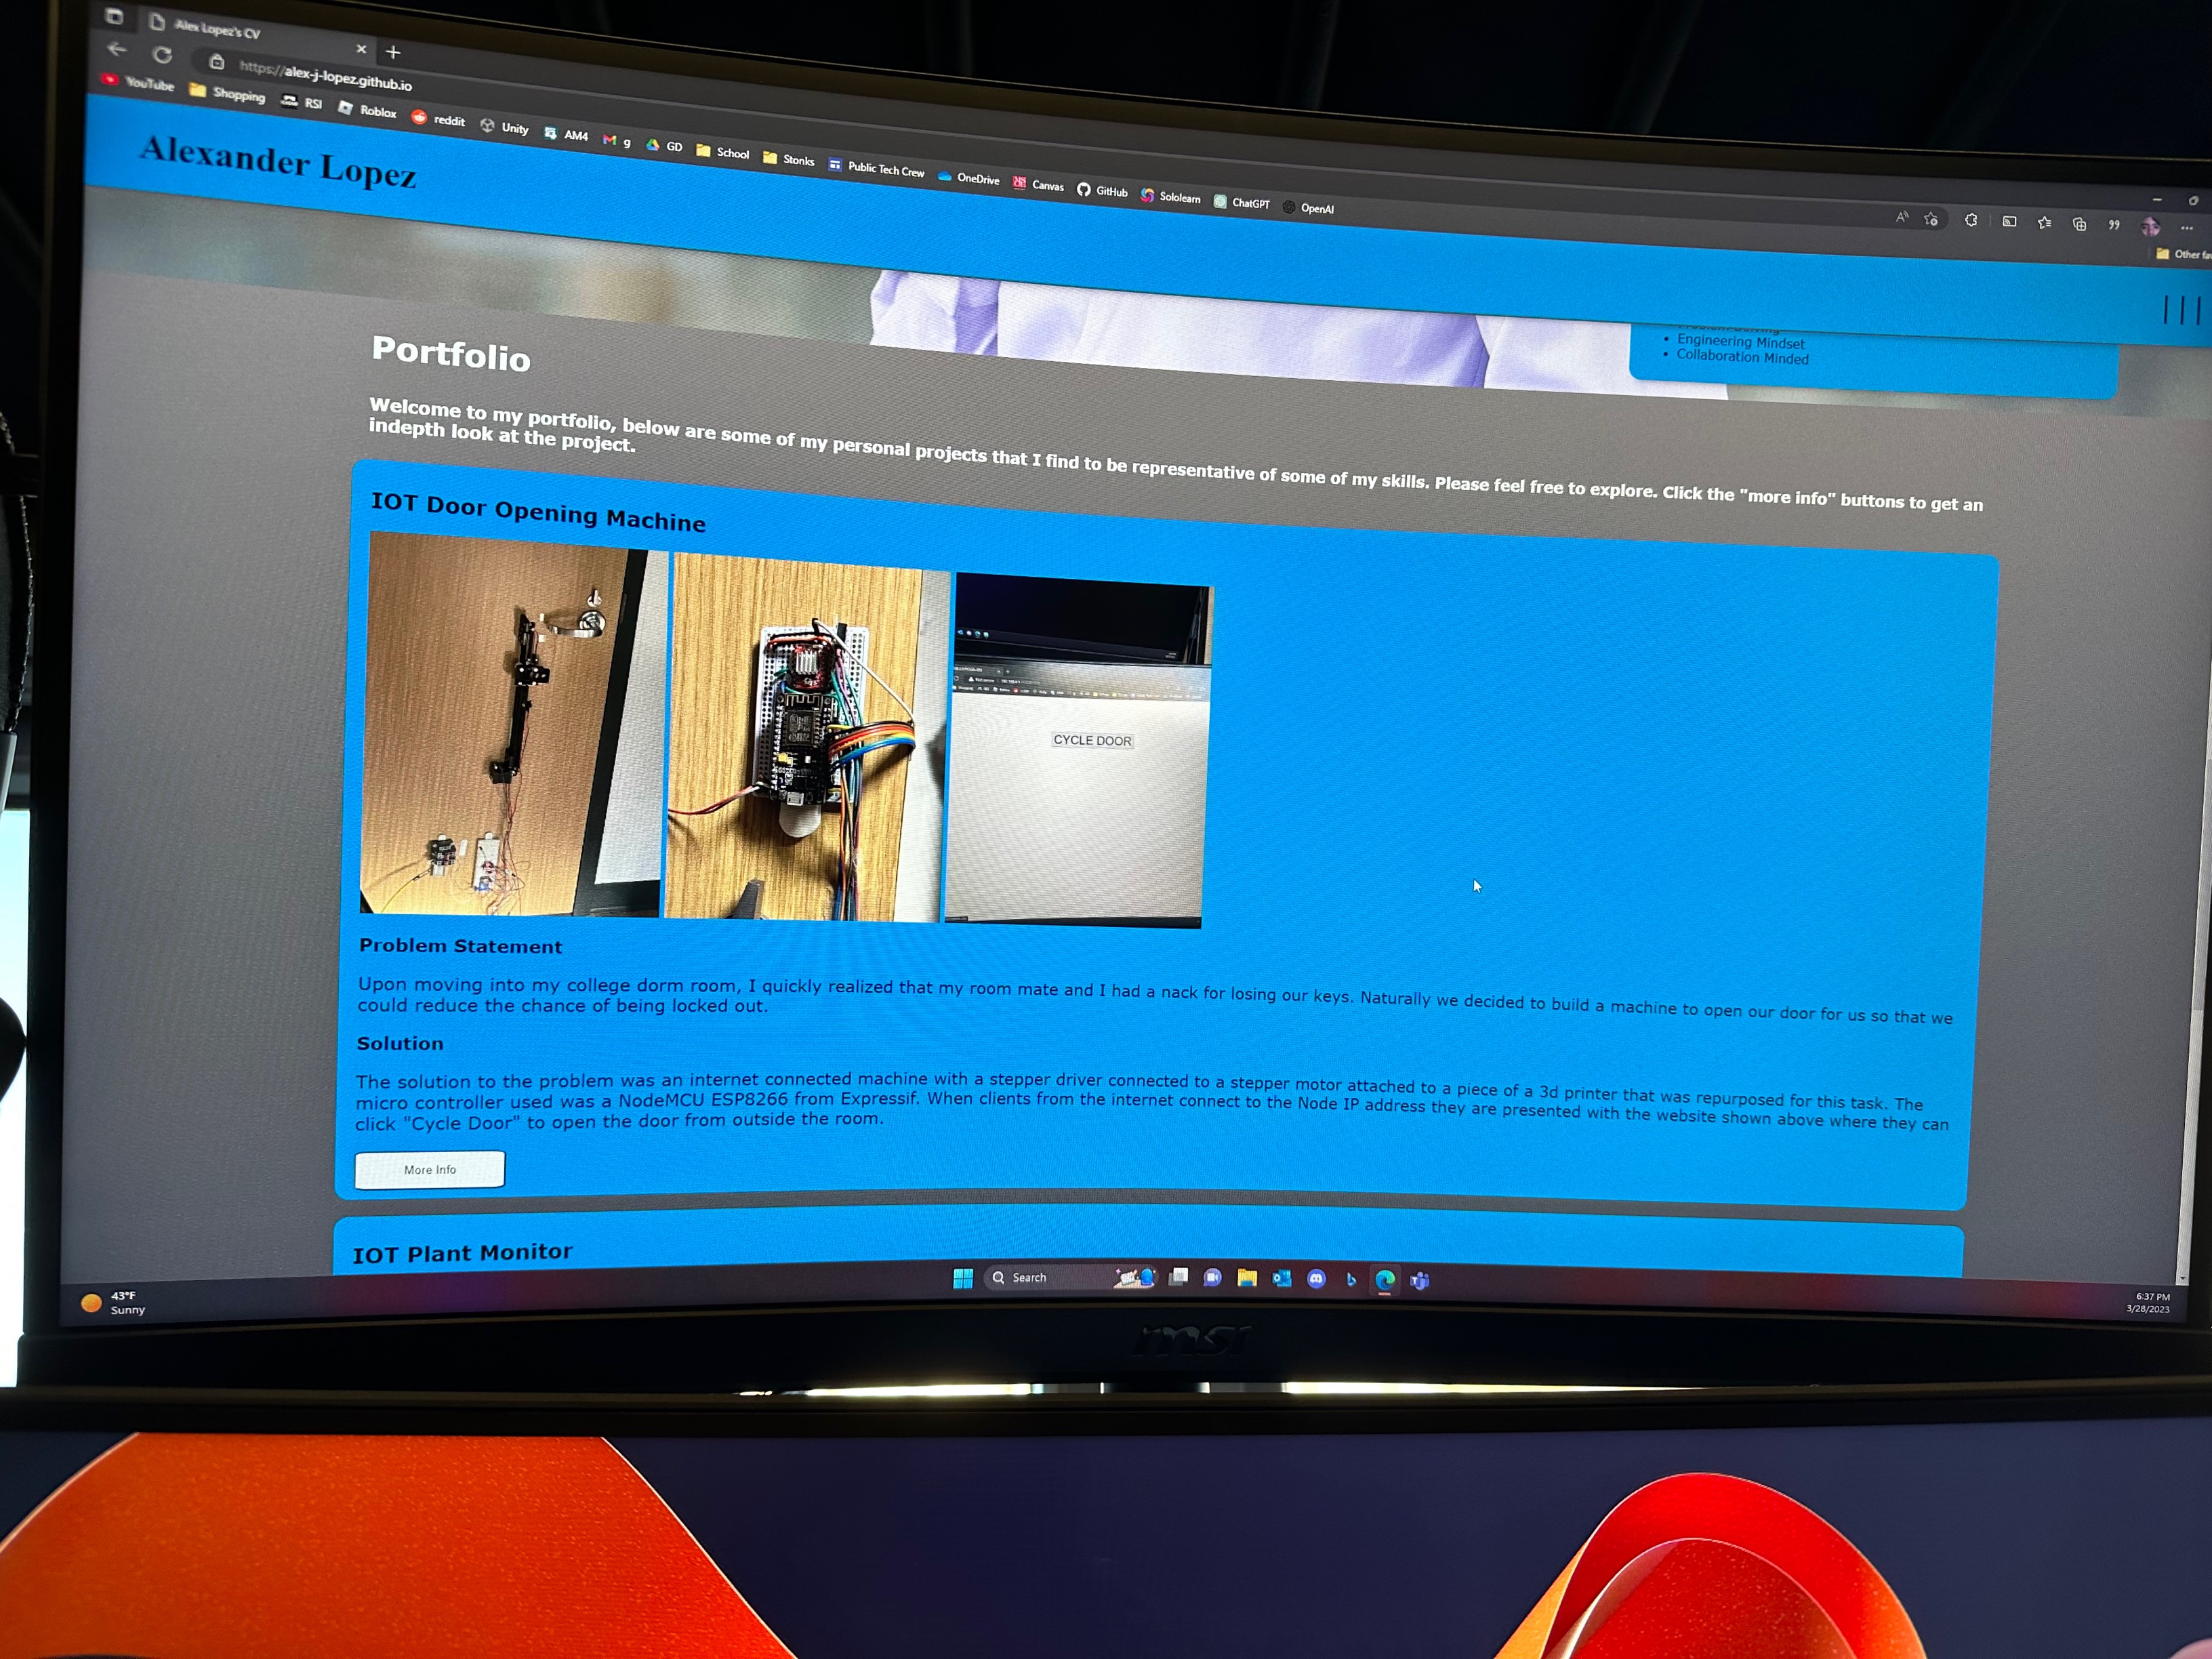 Alex Lopez's CV
https://alex-j-lopez.github.io
YouTube Shopping RSI Roblox reddit Unity AM4 g GD School Stonks Public Tech Crew OneDrive Canvas GitHub Sololearn ChatGPT OpenAI
Other fa
Alexander Lopez
Engineering Mindset
Collaboration Minded
Portfolio
Welcome to my portfolio, below are some of my personal projects that I find to be representative of some of my skills. Please feel free to explore. Click the "more info" buttons to get an
indepth look at the project.
IOT Door Opening Machine
CYCLE DOOR
Problem Statement
Upon moving into my college dorm room, I quickly realized that my room mate and I had a nack for losing our keys. Naturally we decided to build a machine to open our door for us so that we
could reduce the chance of being locked out.
Solution
The solution to the problem was an internet connected machine with a stepper driver connected to a stepper motor attached to a piece of a 3d printer that was repurposed for this task. The
micro controller used was a NodeMCU ESP8266 from Expressif. When clients from the internet connect to the Node IP address they are presented with the website shown above where they can
click "Cycle Door" to open the door from outside the room.
More Info
IOT Plant Monitor
43°F
Sunny
Search
6:37 PM
3/28/2023
msi